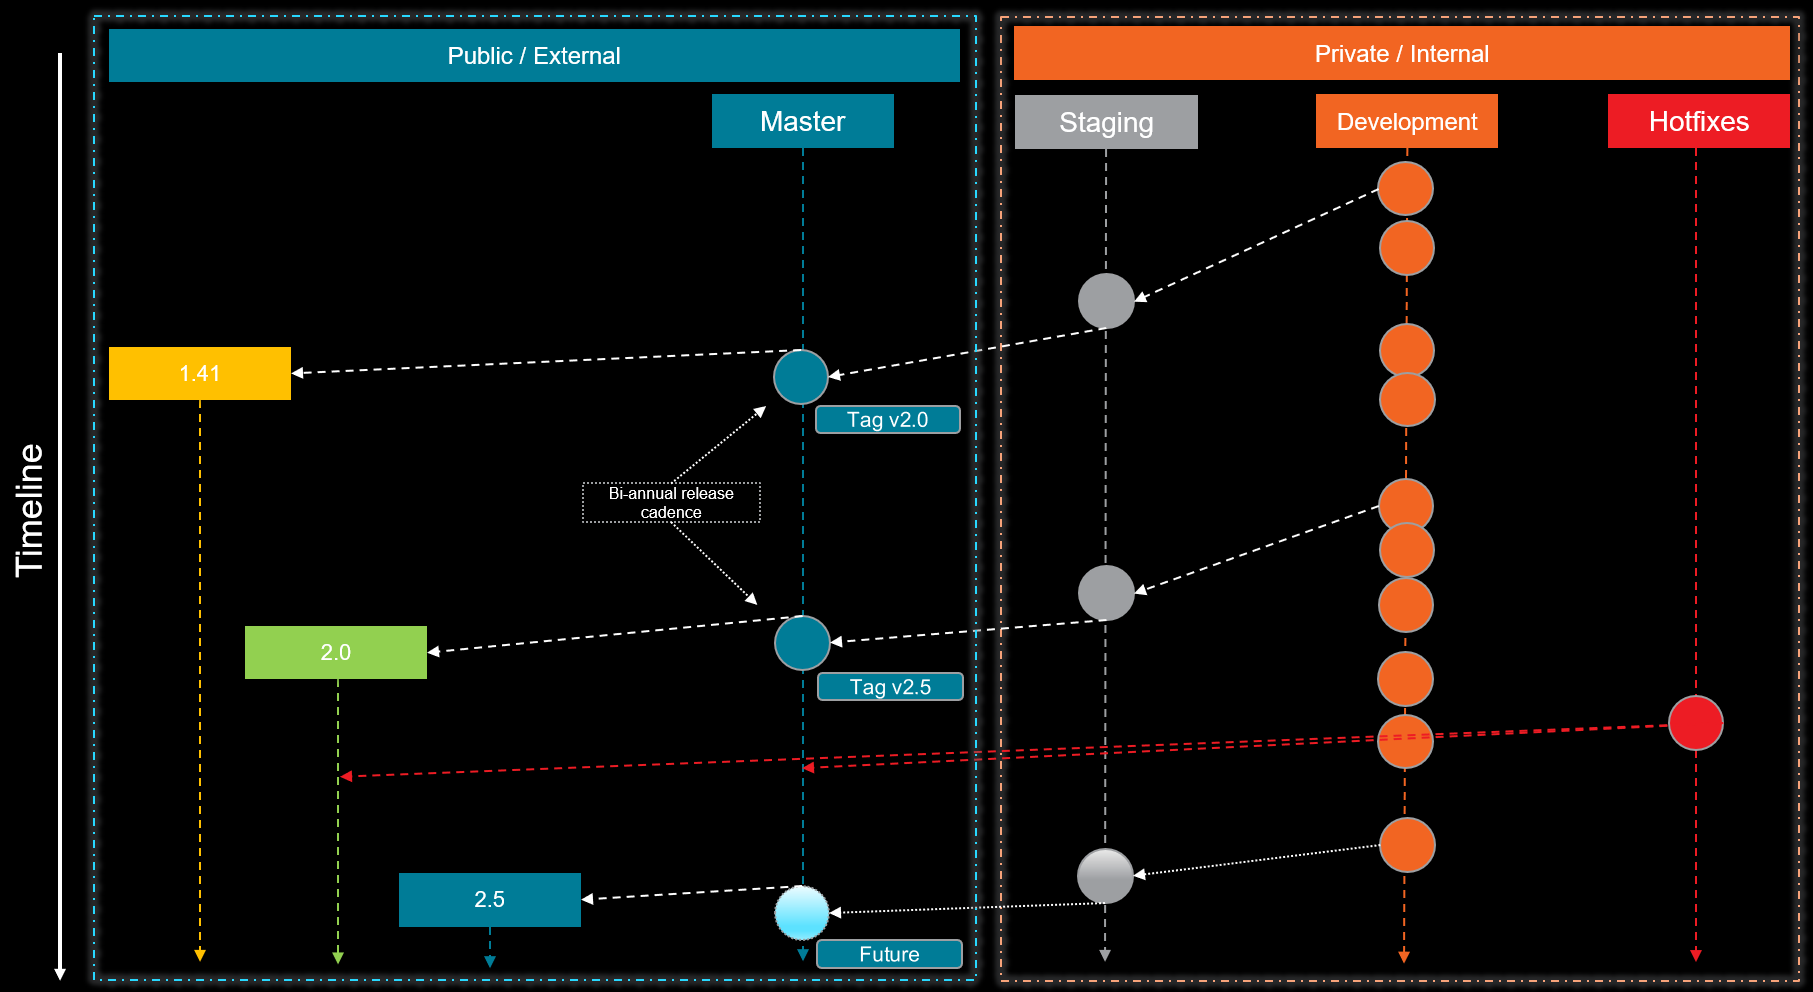 Public / External
Private / Internal
Master
Staging
Development
Hotfixes
1.41
Tag v2.0
Timeline
Bi-annual release
cadence
2.0
Tag v2.5
2.5
Future